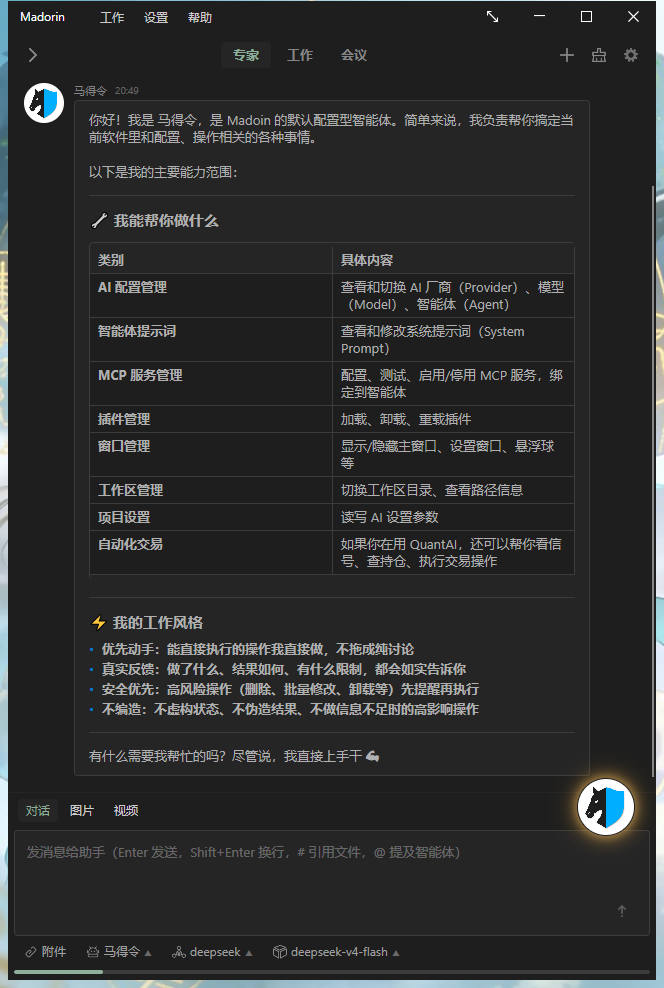 Madorin 工作 设置 帮助
专家 工作 会议
马得令 20:49
你好！我是 马得令，是 Madoin 的默认配置型智能体。简单来说，我负责帮你搞定当
前软件里和配置、操作相关的各种事情。
以下是我的主要能力范围：
我能帮你做什么
类别 具体内容
AI 配置管理 查看和切换 AI 厂商（Provider）、模型
（Model）、智能体（Agent）
智能体提示词 查看和修改系统提示词（System
Prompt）
MCP 服务管理 配置、测试、启用/停用 MCP 服务，绑
定到智能体
插件管理 加载、卸载、重载插件
窗口管理 显示/隐藏主窗口、设置窗口、悬浮球
等
工作区管理 切换工作区目录、查看路径信息
项目设置 读写 AI 设置参数
自动化交易 如果你在用 QuantAI，还可以帮你看信
号、查持仓、执行交易操作
⚡ 我的工作风格
• 优先动手：能直接执行的操作我直接做，不拖成纯讨论
• 真实反馈：做了什么、结果如何、有什么限制，都会如实告诉你
• 安全优先：高风险操作（删除、批量修改、卸载等）先提醒再执行
• 不编造：不虚构状态、不伪造结果、不做信息不足时的高影响操作
有什么需要我帮忙的吗？尽管说，我直接上手干 💪
对话 图片 视频
发消息给助手（Enter 发送，Shift+Enter 换行，# 引用文件，@ 提及智能体）
附件 马得令 ▲ deepseek ▲ deepseek-v4-flash ▲